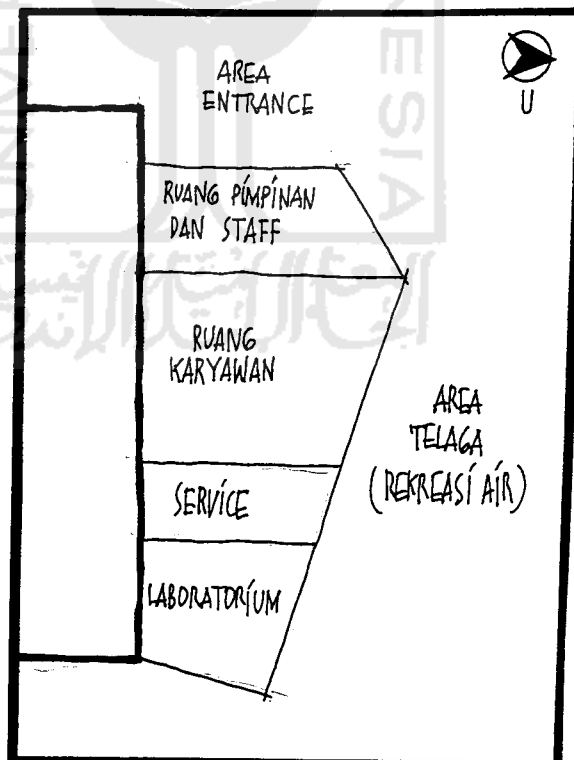 AREA
ENTRANCE
U
RUANG PIMPINAN
DAN STAFF
RUANG
KARYAWAN
AREA
TELAGA
(REKREASI AIR)
SERVICE
LABORATORIUM